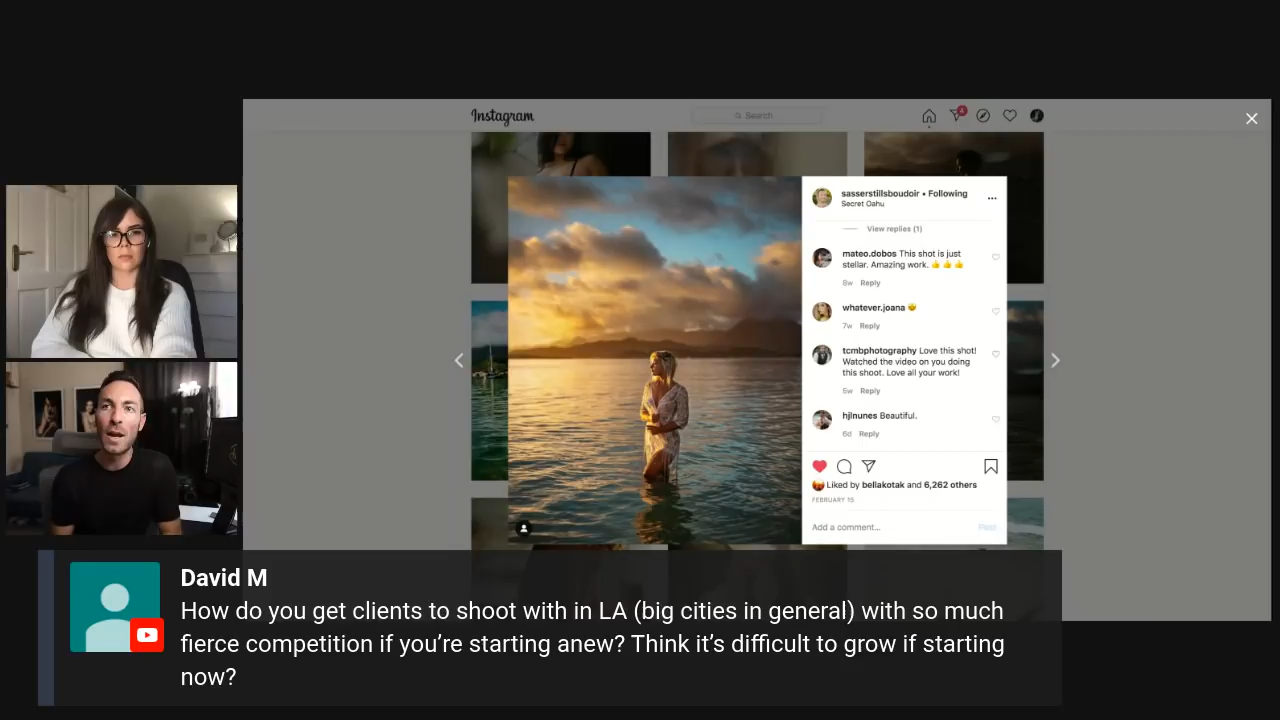 Instagram
Search
4
sasserstillsboudoir • Following
Secret Oahu
View replies (1)
mateo.dobos This shot is just
stellar. Amazing work. 👍👍👍
8w Reply
whatever.joana 😍
7w Reply
tcmbphotography Love this shot!
Watched the video on you doing
this shoot. Love all your work!
5w Reply
hjlnunes Beautiful.
6d Reply
Liked by bellakotak and 6,262 others
FEBRUARY 15
Add a comment...
Post
David M
How do you get clients to shoot with in LA (big cities in general) with so much
fierce competition if you’re starting anew? Think it’s difficult to grow if starting
now?